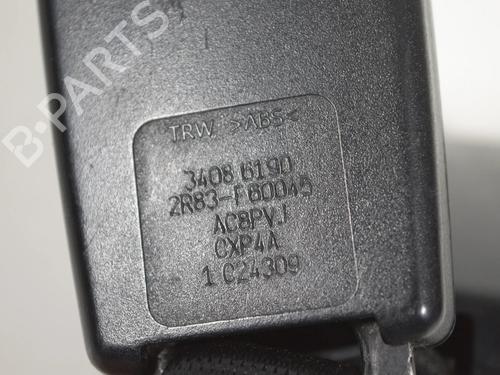 B-PARTS
TRW >ABS<
3408 6190
2R83-F60045
AC8PVJ
CXP4A
1 C24309